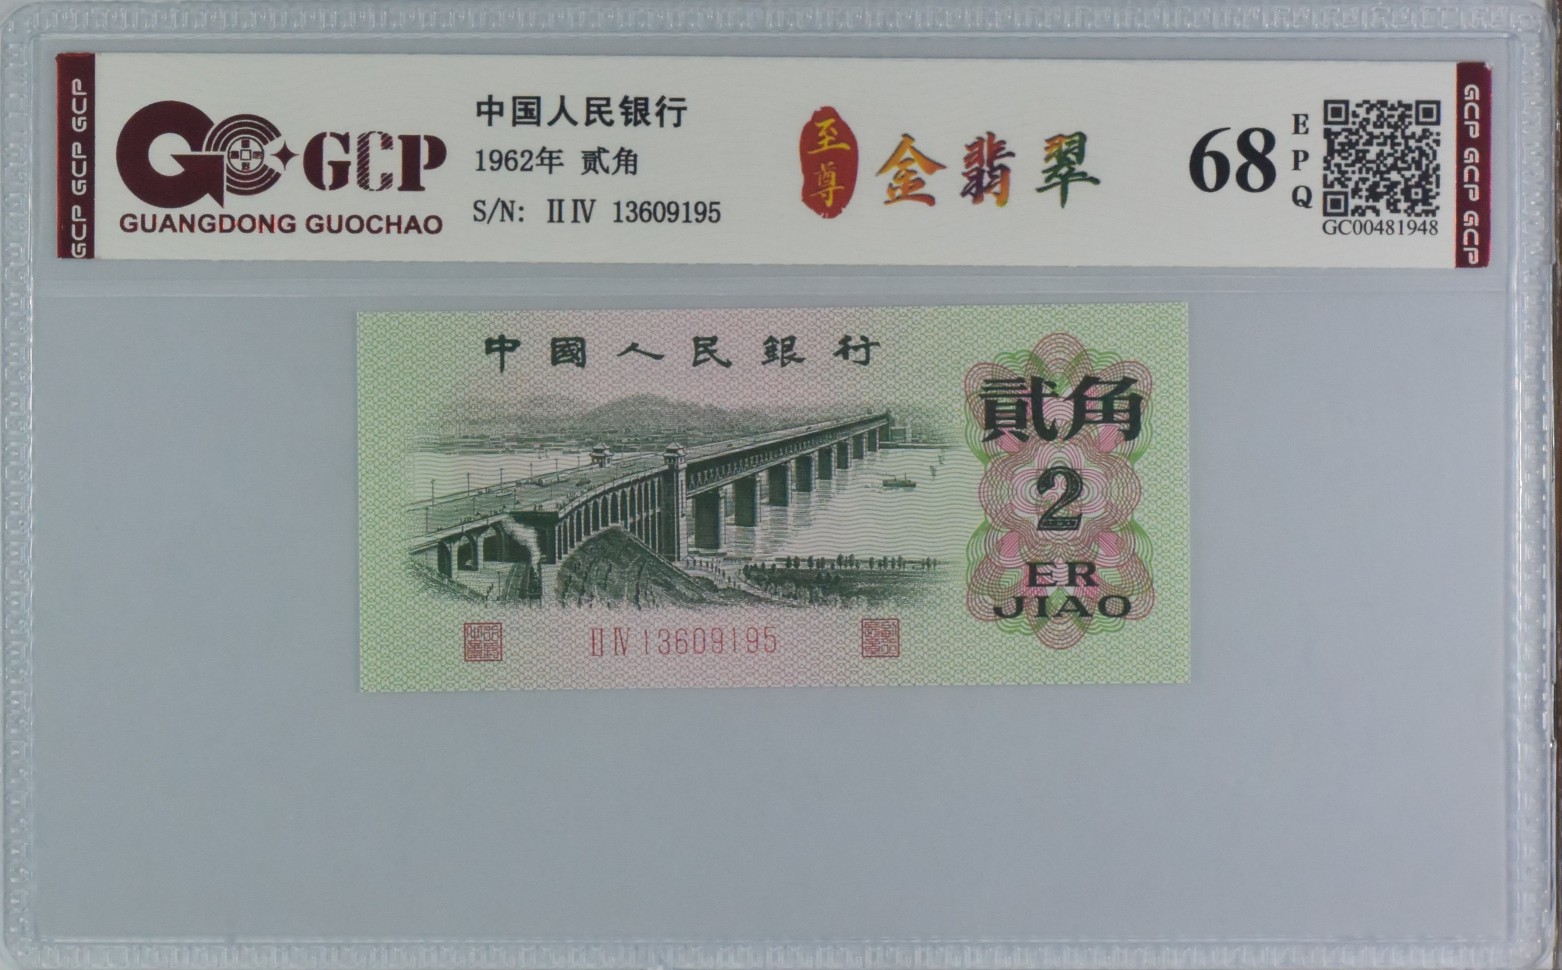 GCP GCP GCP
GCP
GUANGDONG GUOCHAO
中国人民银行
1962年 贰角
S/N: ⅡⅣ 13609195
至尊
金翡翠
68
EPQ
GC00481948
GCP GCP GCP
中國人民銀行
貳角
2
ER
JIAO
ⅡⅣ 13609195